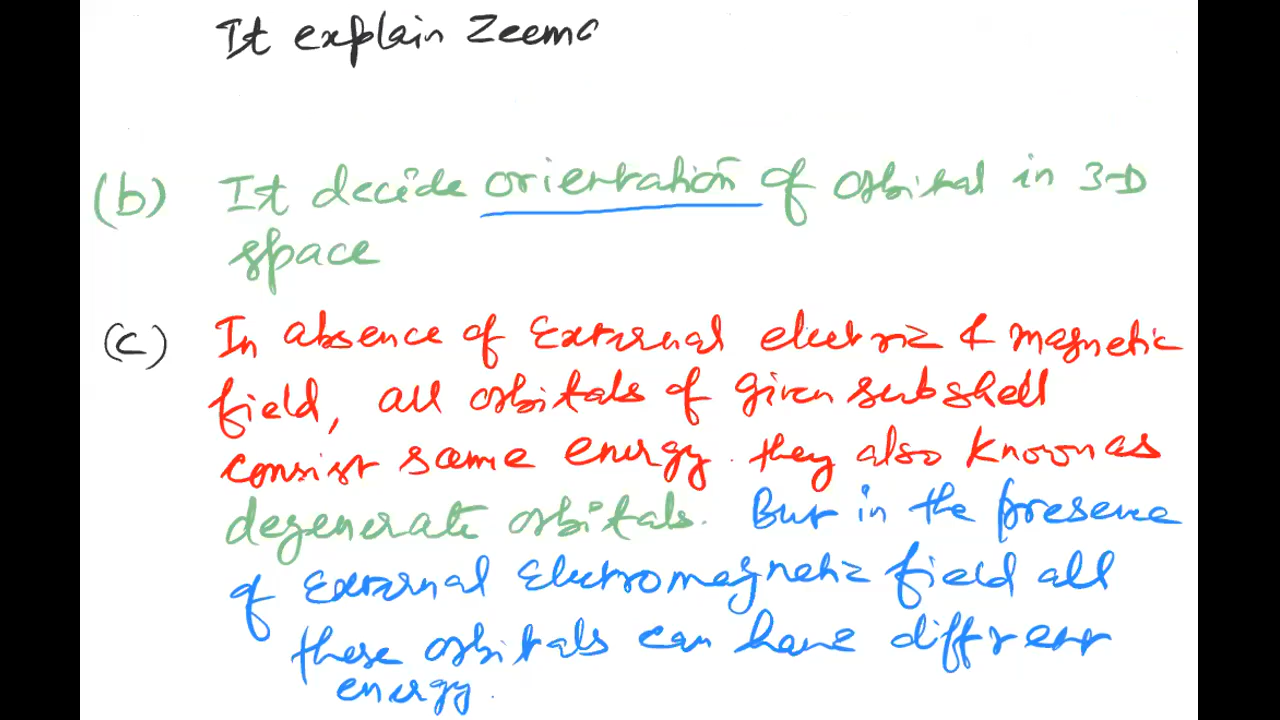 It explain Zeema
(b) It decide orientation of orbital in 3-D
space
(c) In absence of External electric & magnetic
field, all orbitals of given subshell
consist same energy. they also known as
degenerate orbitals. But in the presence
of External Electromagnetic field all
these orbitals can have different
energy.